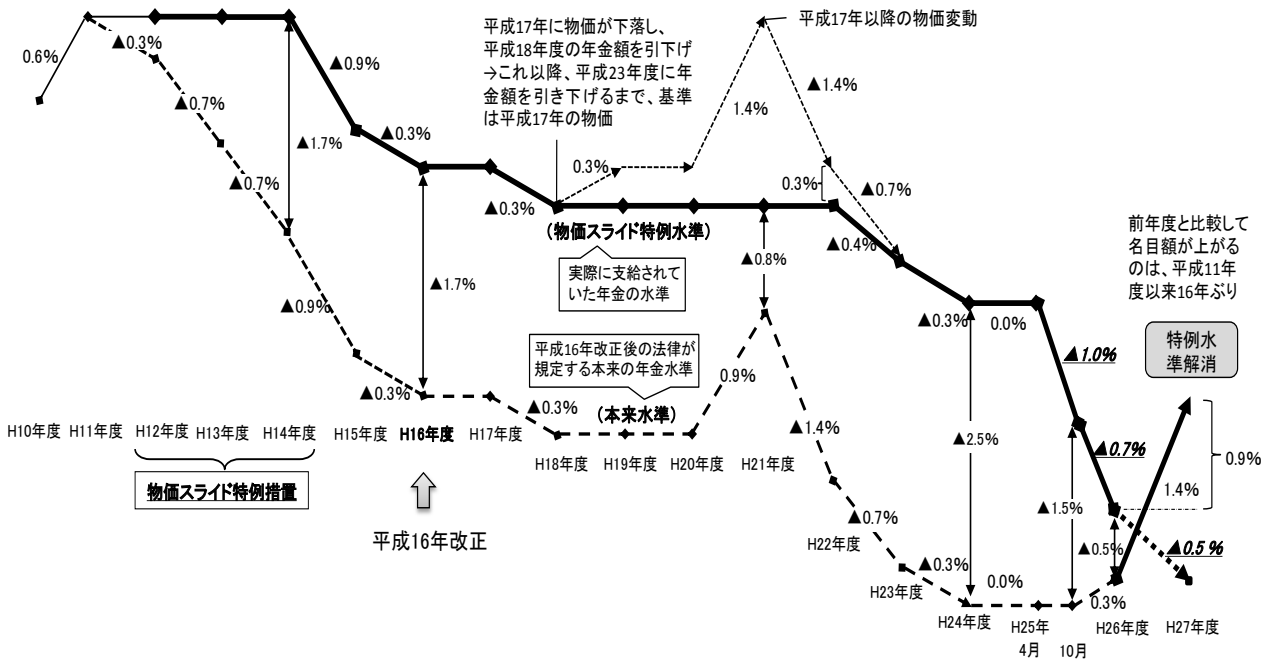 0.6%
▲0.3%
▲0.7%
▲0.7%
▲0.9%
▲1.7%
▲0.9%
▲0.3%
▲0.3%
▲1.7%
平成17年に物価が下落し、
平成18年度の年金額を引下げ
→これ以降、平成23年度に年
金額を引き下げるまで、基準
は平成17年の物価
平成17年以降の物価変動
0.3%
1.4%
▲1.4%
0.3%
▲0.7%
▲0.3%
(物価スライド特例水準)
実際に支給されて
いた年金の水準
▲0.8%
▲0.4%
平成16年改正後の法律が
規定する本来の年金水準
(本来水準)
▲0.3%
0.9%
▲1.4%
▲0.7%
▲0.3%
▲0.3%
0.0%
▲2.5%
0.0%
▲1.0%
▲0.7%
▲1.5%
▲0.5%
0.3%
▲0.5%
1.4%
0.9%
前年度と比較して
名目額が上がる
のは、平成11年
度以来16年ぶり
特例水
準解消
H10年度
H11年度
H12年度
H13年度
H14年度
H15年度
H16年度
H17年度
H18年度
H19年度
H20年度
H21年度
H22年度
H23年度
H24年度
H25年
4月
10月
H26年度
H27年度
物価スライド特例措置
平成16年改正